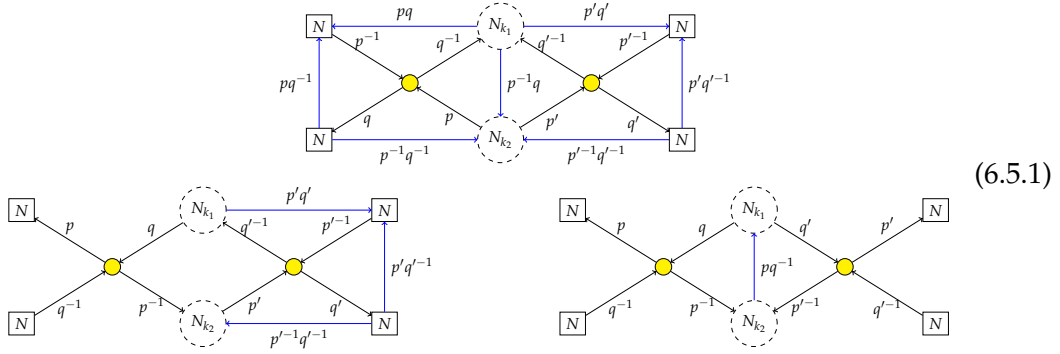 N pq N_{k_1} p'q' N
p^{-1} q^{-1} q'^{-1} p'^{-1}
pq^{-1} p^{-1}q p'q'^{-1}
q p p' q'
N p^{-1}q^{-1} N_{k_2} p'^{-1}q'^{-1} N
(6.5.1)
N p q N_{k_1} p'q' q'^{-1} p'^{-1} N
p'q'^{-1}
N q^{-1} p^{-1} N_{k_2} p' p'^{-1}q'^{-1} q' N
N p q N_{k_1} q' p' N
pq^{-1}
N q^{-1} p^{-1} N_{k_2} p'^{-1} q'^{-1} N